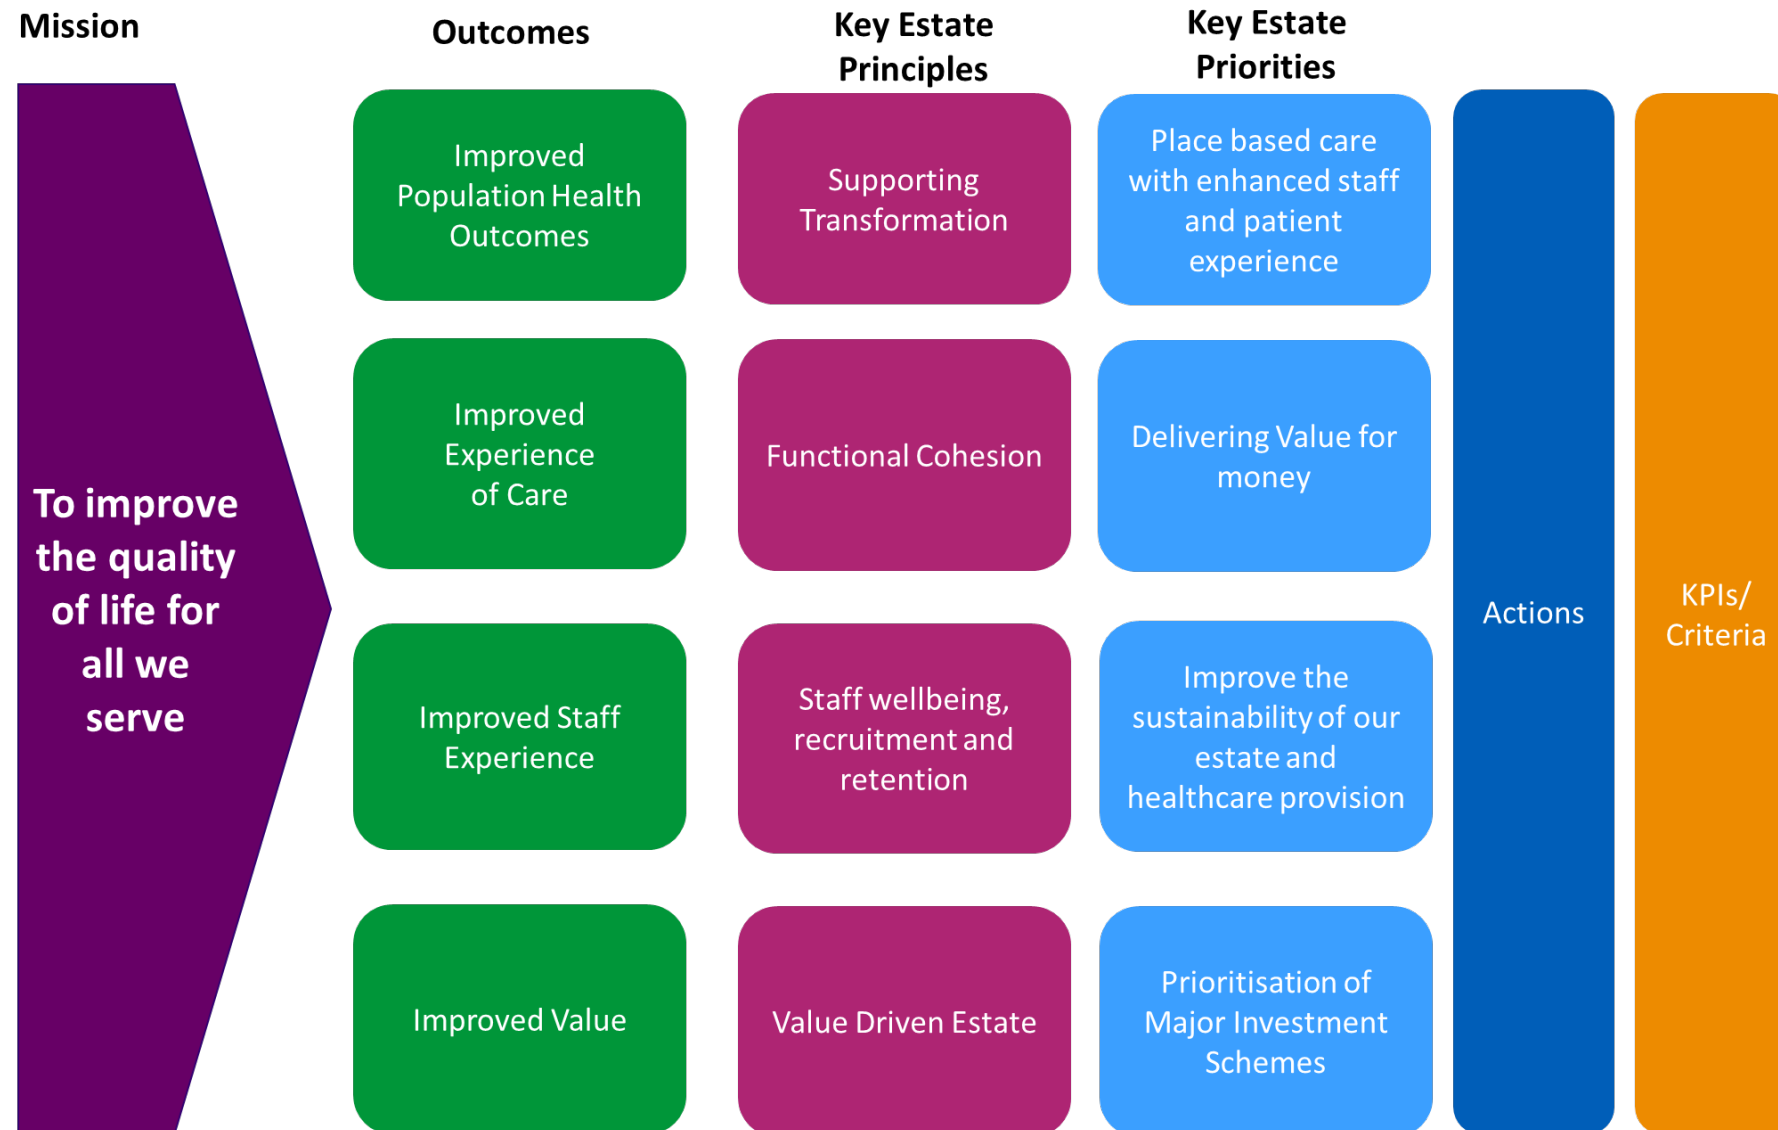 Mission
Outcomes
Key Estate
Principles
Key Estate
Priorities
To improve
the quality
of life for
all we
serve
Improved
Population Health
Outcomes
Supporting
Transformation
Place based care
with enhanced staff
and patient
experience
Improved
Experience
of Care
Functional Cohesion
Delivering Value for
money
Improved Staff
Experience
Staff wellbeing,
recruitment and
retention
Improve the
sustainability of our
estate and
healthcare provision
Improved Value
Value Driven Estate
Prioritisation of
Major Investment
Schemes
Actions
KPIs/
Criteria